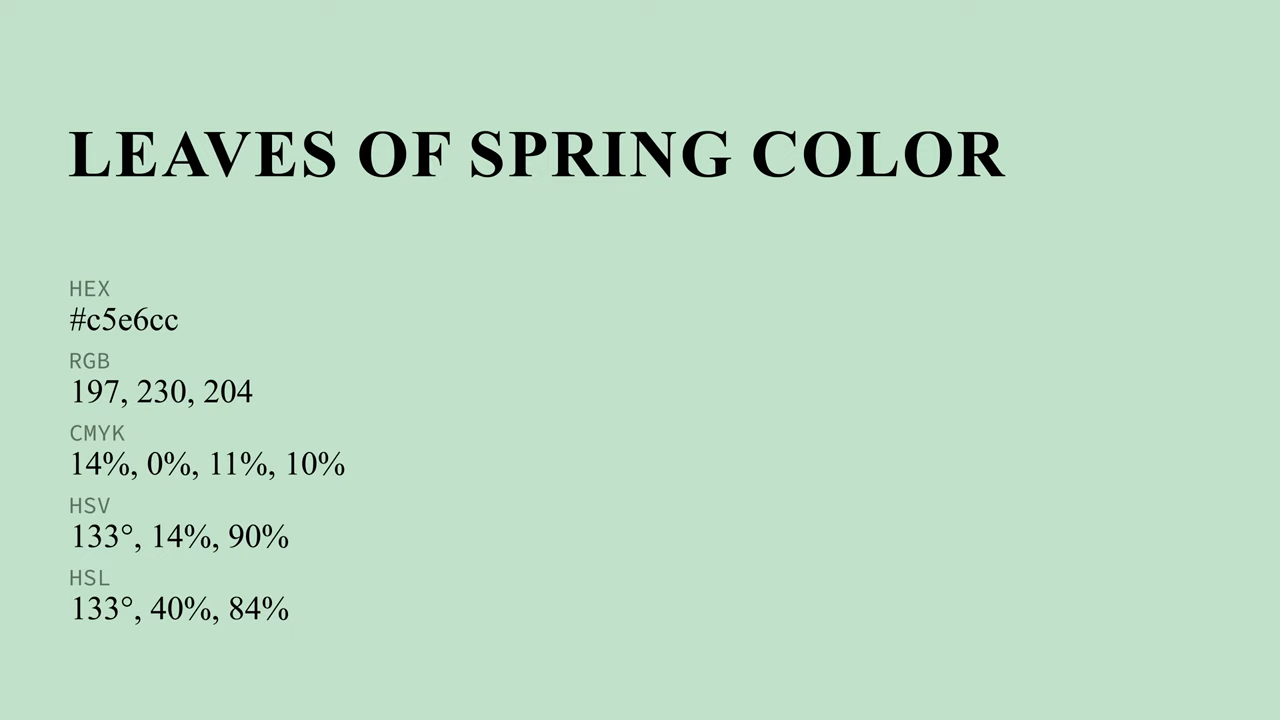 LEAVES OF SPRING COLOR
HEX
#c5e6cc
RGB
197, 230, 204
CMYK
14%, 0%, 11%, 10%
HSV
133°, 14%, 90%
HSL
133°, 40%, 84%